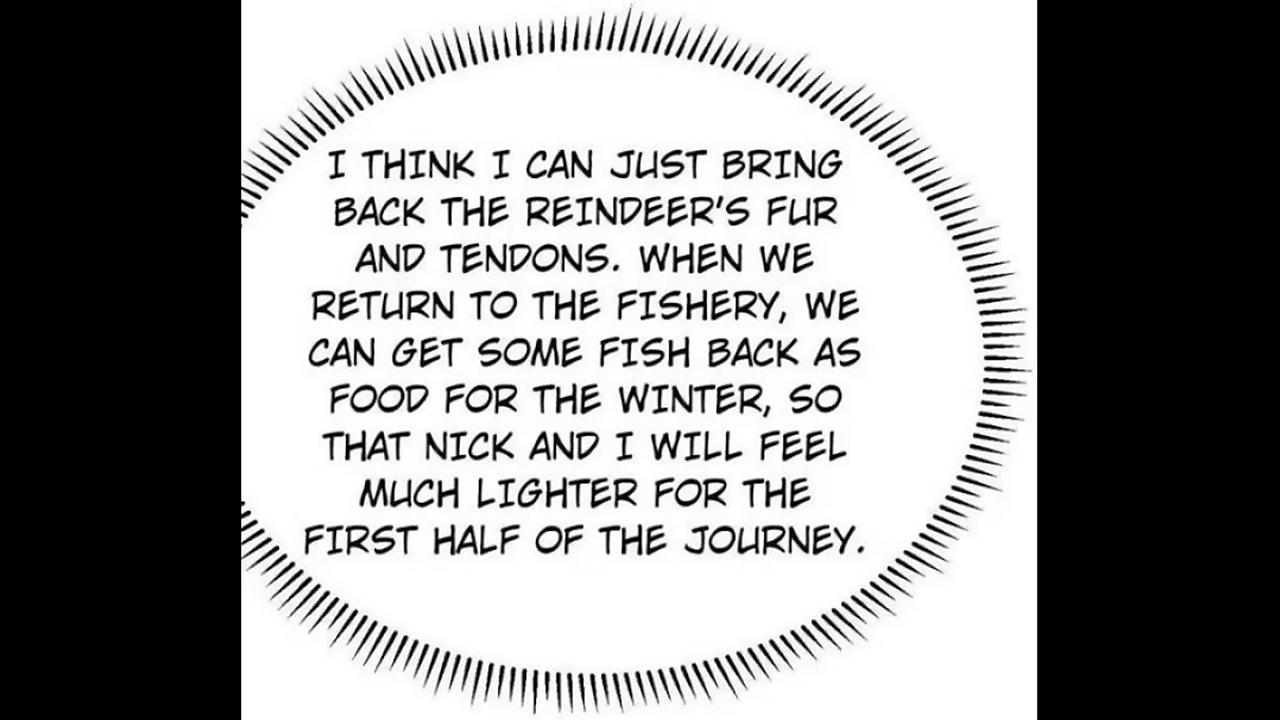 I THINK I CAN JUST BRING
BACK THE REINDEER'S FUR
AND TENDONS. WHEN WE
RETURN TO THE FISHERY, WE
CAN GET SOME FISH BACK AS
FOOD FOR THE WINTER, SO
THAT NICK AND I WILL FEEL
MUCH LIGHTER FOR THE
FIRST HALF OF THE JOURNEY.